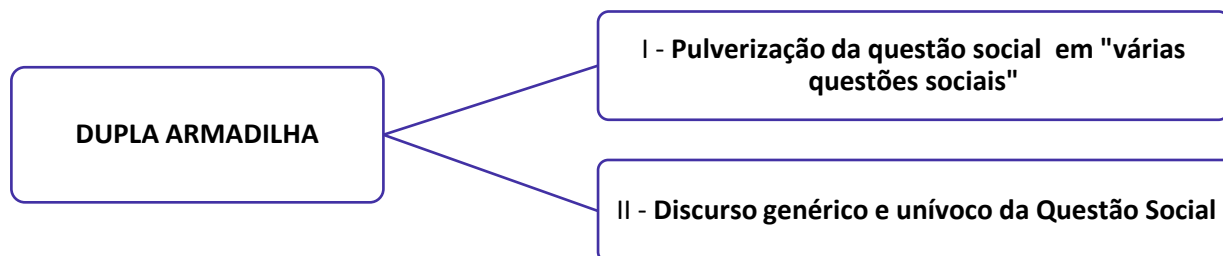 DUPLA ARMADILHA
I - Pulverização da questão social em "várias
questões sociais"
II - Discurso genérico e unívoco da Questão Social